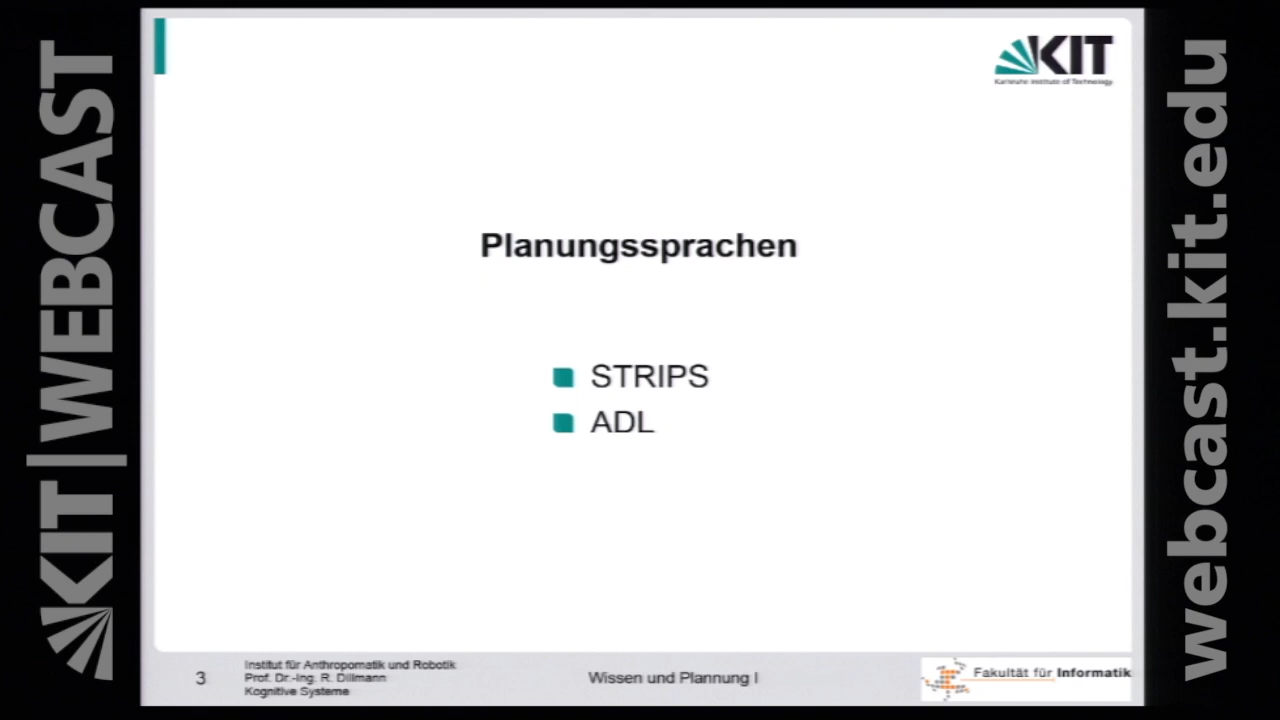 KIT | WEBCAST
KIT
Karlsruhe Institute of Technology
Planungssprachen
STRIPS
ADL
3
Institut für Anthropomatik und Robotik
Prof. Dr.-Ing. R. Dillmann
Kognitive Systeme
Wissen und Plannung I
Fakultät für Informatik
webcast.kit.edu